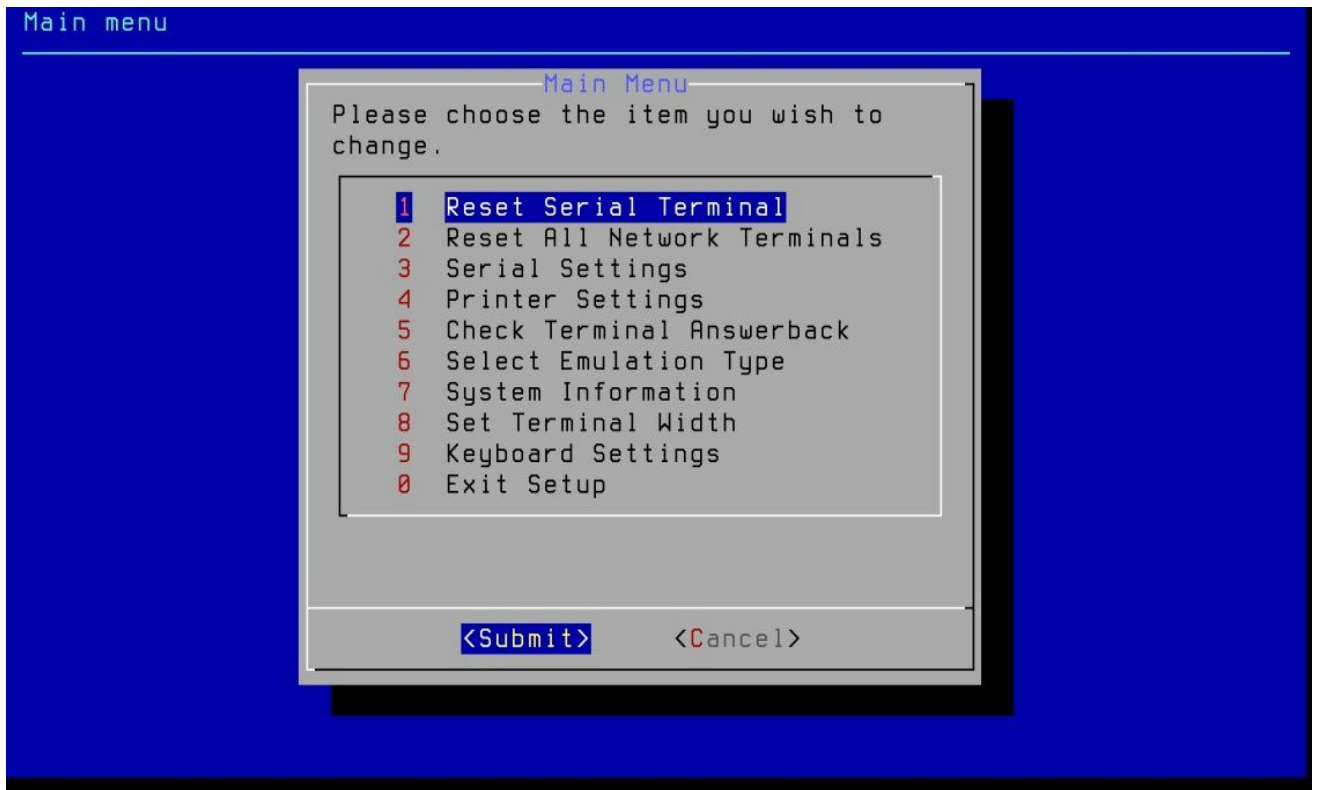 Main menu
Main Menu
Please choose the item you wish to
change.
1 Reset Serial Terminal
2 Reset All Network Terminals
3 Serial Settings
4 Printer Settings
5 Check Terminal Answerback
6 Select Emulation Type
7 System Information
8 Set Terminal Width
9 Keyboard Settings
0 Exit Setup
<Submit> <Cancel>